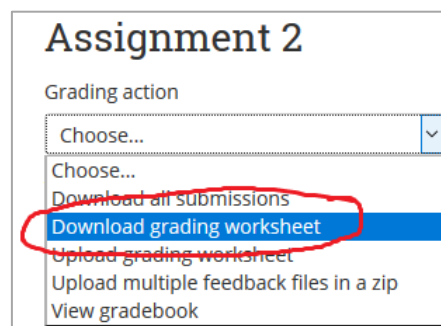 Assignment 2
Grading action
Choose...
Choose...
Download all submissions
Download grading worksheet
Upload grading worksheet
Upload multiple feedback files in a zip
View gradebook